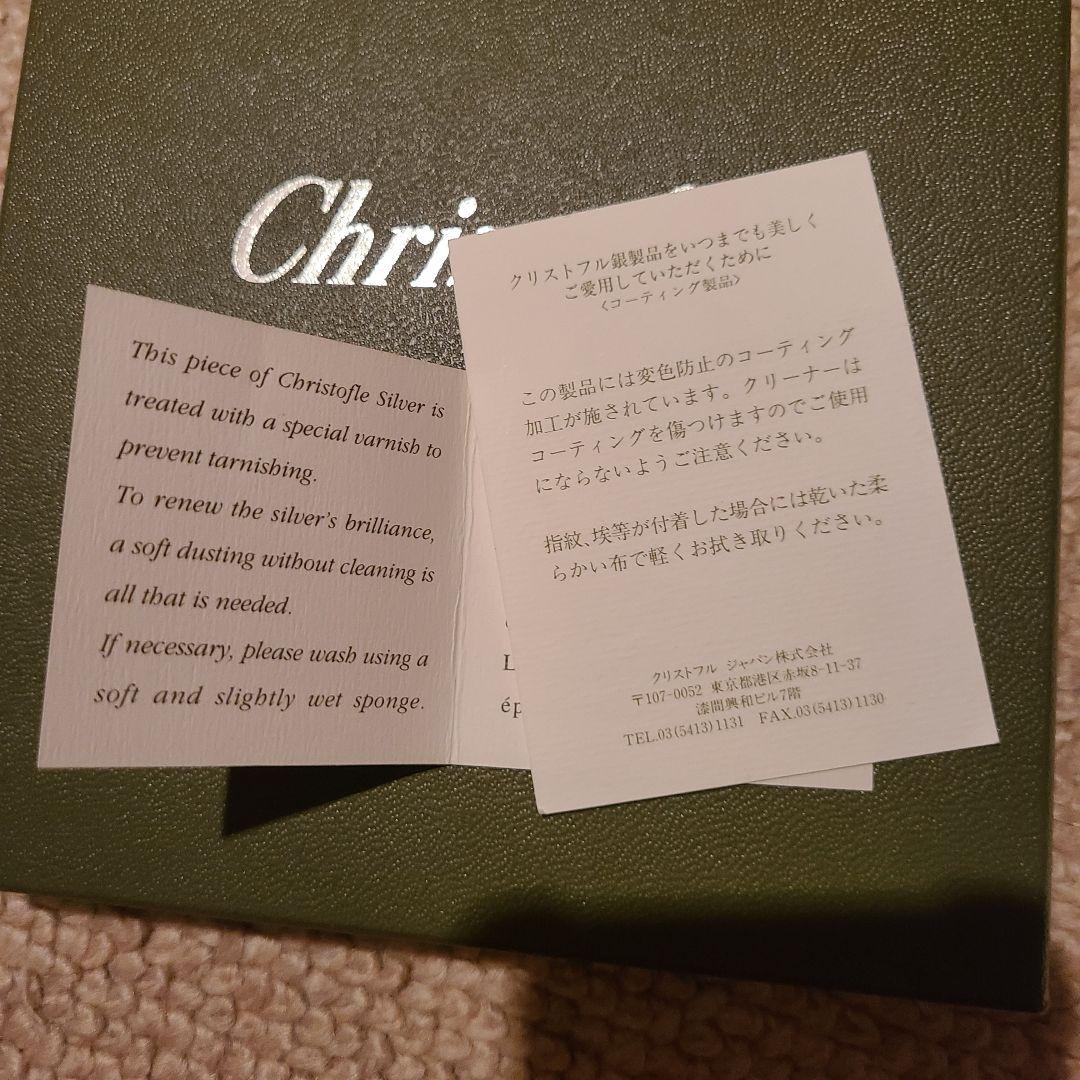 Chris
This piece of Christofle Silver is
treated with a special varnish to
prevent tarnishing.
To renew the silver's brilliance,
a soft dusting without cleaning is
all that is needed.
If necessary, please wash using a
soft and slightly wet sponge.
L
ép
クリストフル銀製品をいつまでも美しく
ご愛用していただくために
〈コーティング製品〉
この製品には変色防止のコーティング
加工が施されています。クリーナーは
コーティングを傷つけますのでご使用
にならないようご注意ください。
指紋、埃等が付着した場合には乾いた柔
らかい布で軽くお拭き取りください。
クリストフル ジャパン株式会社
〒107-0052 東京都港区赤坂8-11-37
漆間興和ビル7階
TEL.03(5413)1131 FAX.03(5413)1130